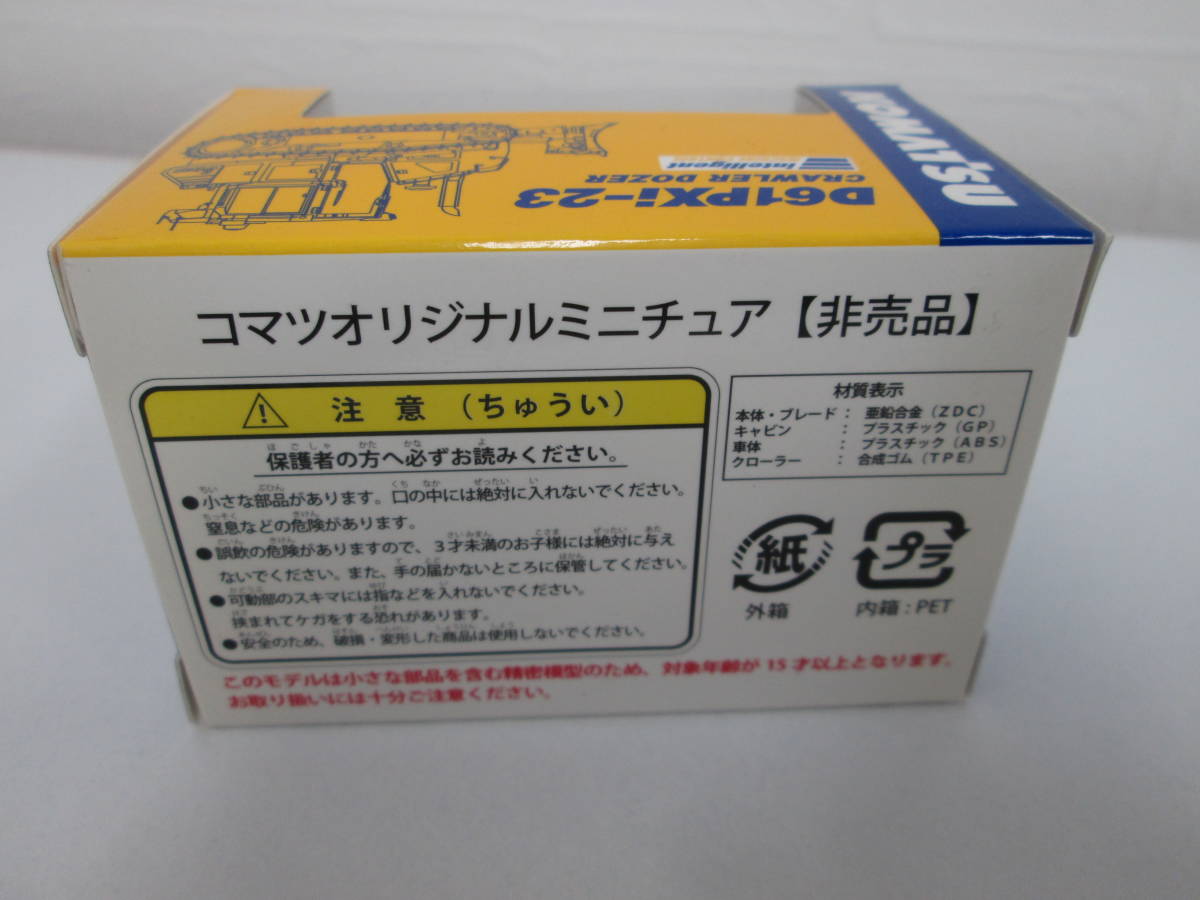 KOMATSU
D61PXi-23
CRAWLER DOZER
intelligent
コマツオリジナルミニチュア【非売品】
注 意 (ちゅうい)
保護者の方へ必ずお読みください。
●小さな部品があります。口の中には絶対に入れないでください。
窒息などの危険があります。
●誤飲の危険がありますので、3才未満のお子様には絶対に与え
ないでください。また、手の届かないところに保管してください。
●可動部のスキマには指などを入れないでください。
挟まれてケガをする恐れがあります。
●安全のため、破損・変形した商品は使用しないでください。
このモデルは小さな部品を含む精密模型のため、対象年齢が15才以上となります。
お取り扱いには十分ご注意ください。
材質表示
本体・ブレード : 亜鉛合金(ZDC)
キャビン : プラスチック(GP)
車体 : プラスチック(ABS)
クローラー : 合成ゴム(TPE)
紙
外箱
プラ
内箱:PET